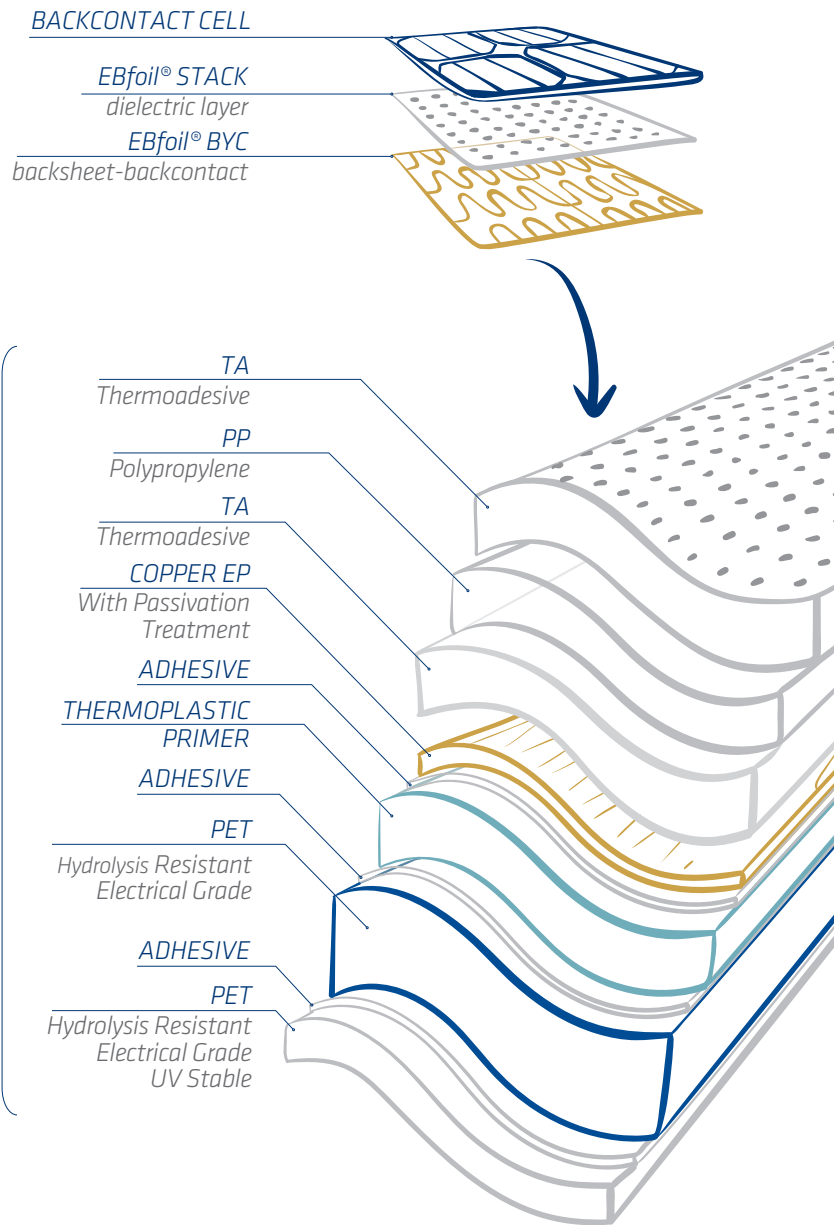 BACKCONTACT CELL
EBfoil® STACK
dielectric layer
EBfoil® BYC
backsheet-backcontact
TA
Thermoadesive
PP
Polypropylene
TA
Thermoadesive
COPPER EP
With Passivation
Treatment
ADHESIVE
THERMOPLASTIC
PRIMER
ADHESIVE
PET
Hydrolysis Resistant
Electrical Grade
ADHESIVE
PET
Hydrolysis Resistant
Electrical Grade
UV Stable